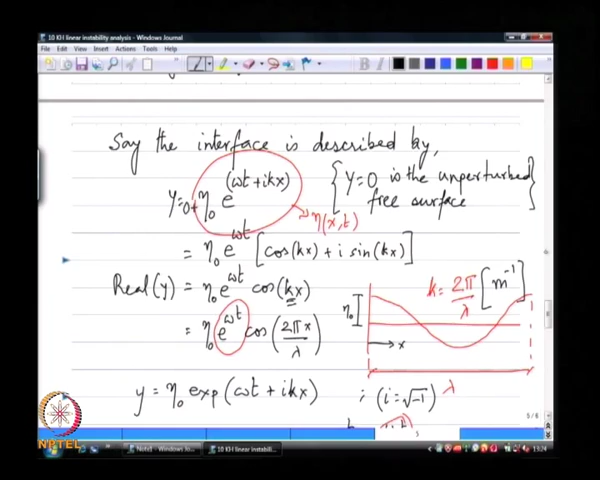 10 KH linear instability analysis - Windows Journal
File Edit View Insert Actions Tools Help
Say the interface is described by,
y=0+η₀ e^(ωt+ikx) {y=0 is the unperturbed free surface}
η(x,t)
= η₀ e^ωt [cos(kx) + i sin(kx)]
Real(y) = η₀ e^ωt cos(kx)
k = 2π/λ [m⁻¹]
= η₀ e^ωt cos(2πx/λ)
η₀
x
λ
y = η₀ exp(ωt + ikx) ; (i=√-1)
5/6
5
NPTEL
Note1 - Windows Jo...
10 KH linear instabili...
13:24